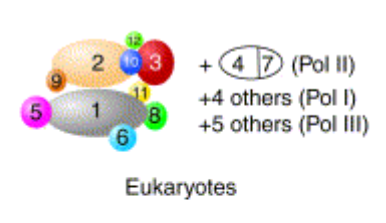 12
2 10 3
9
11
5 1 8
6
+ 4 7 (Pol II)
+4 others (Pol I)
+5 others (Pol III)
Eukaryotes